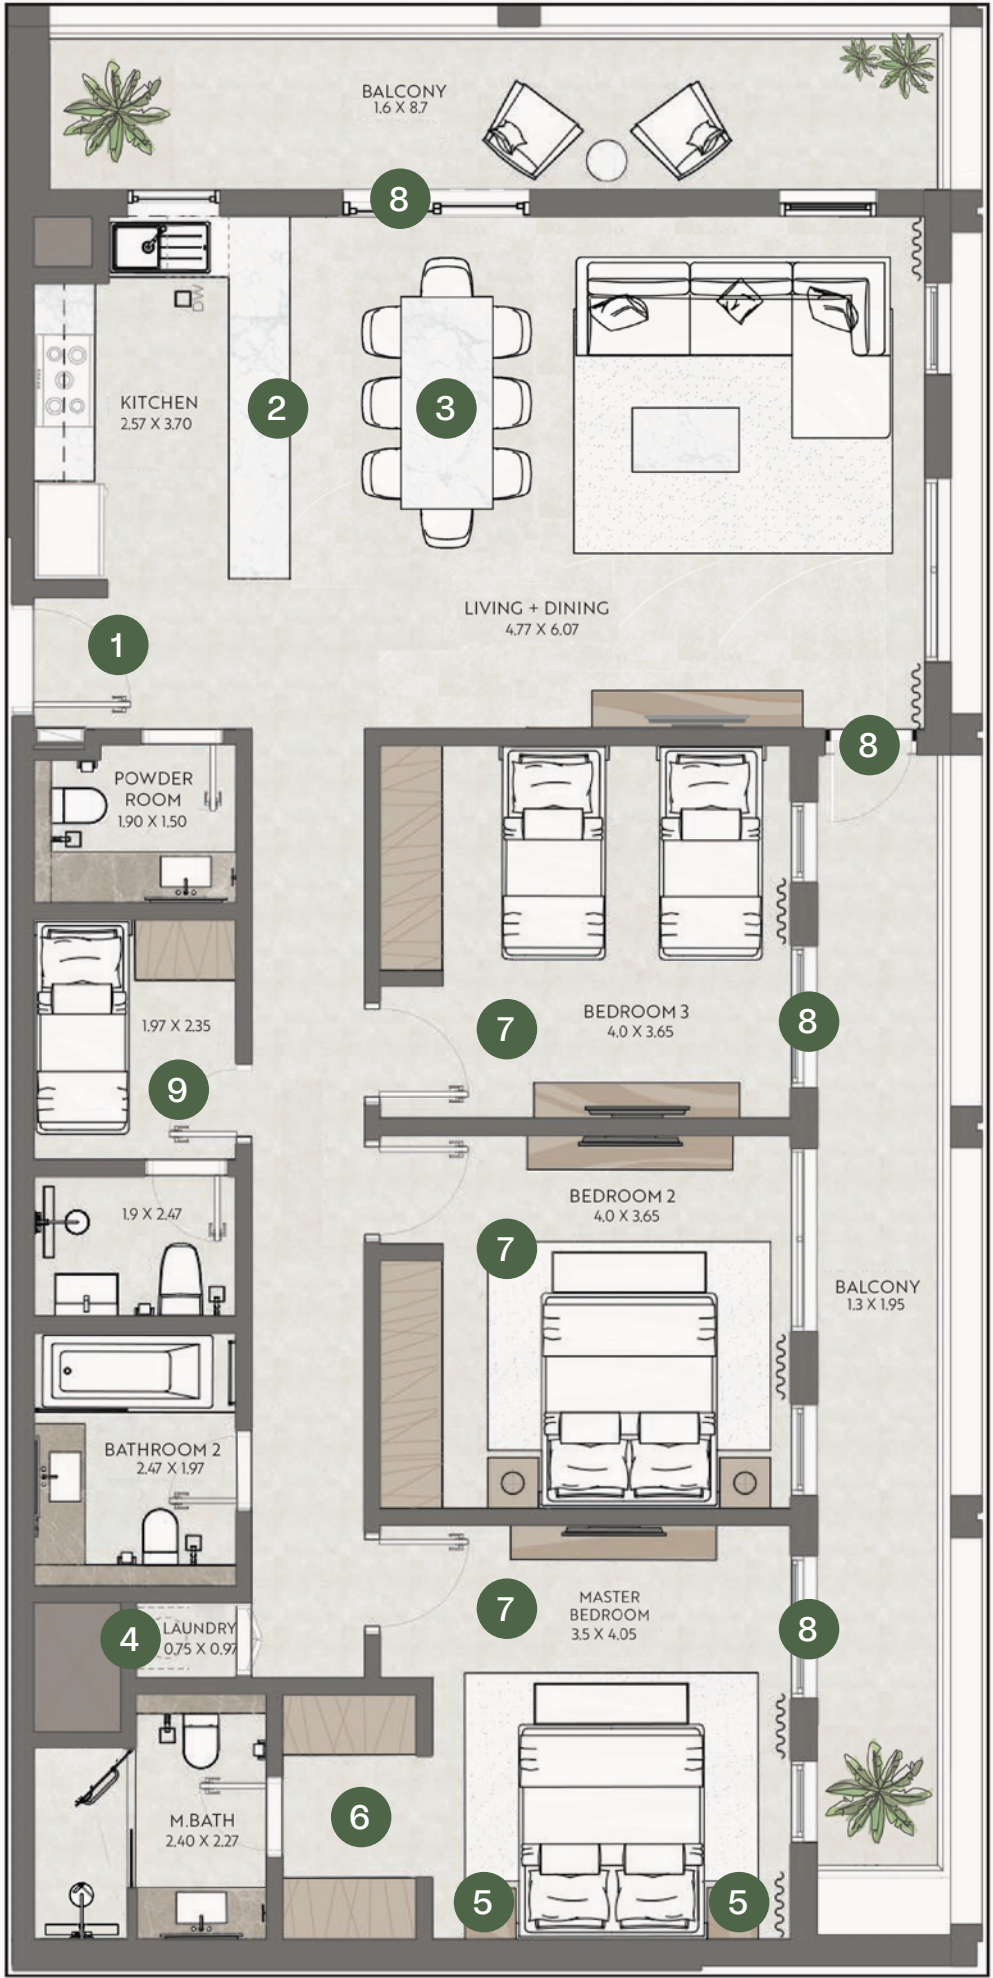 BALCONY
1.6 X 8.7
8
DW
KITCHEN
2.57 X 3.70
2
3
LIVING + DINING
4.77 X 6.07
1
8
POWDER
ROOM
1.90 X 1.50
BEDROOM 3
4.0 X 3.65
7
8
1.97 X 2.35
9
BEDROOM 2
4.0 X 3.65
1.9 X 2.47
7
BALCONY
1.3 X 1.95
BATHROOM 2
2.47 X 1.97
MASTER
BEDROOM
3.5 X 4.05
7
8
4
LAUNDRY
0.75 X 0.97
M.BATH
2.40 X 2.27
6
5
5